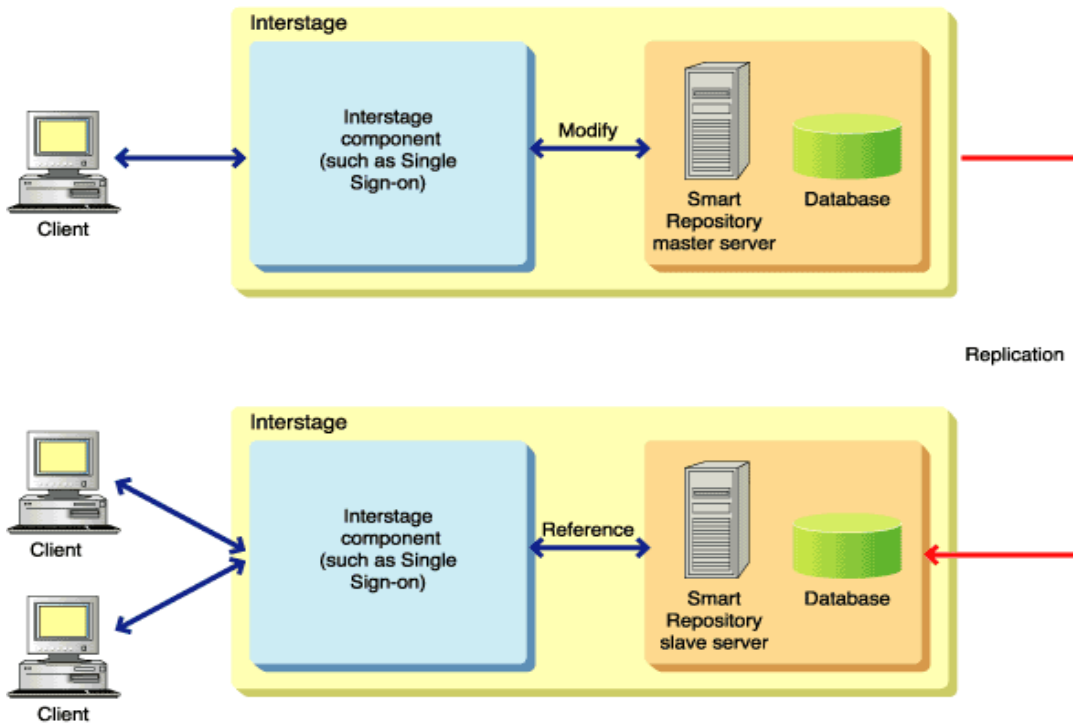 Interstage
Interstage
component
(such as Single
Sign-on)
Modify
Smart
Repository
master server
Database
Client
Replication
Interstage
Interstage
component
(such as Single
Sign-on)
Reference
Smart
Repository
slave server
Database
Client
Client